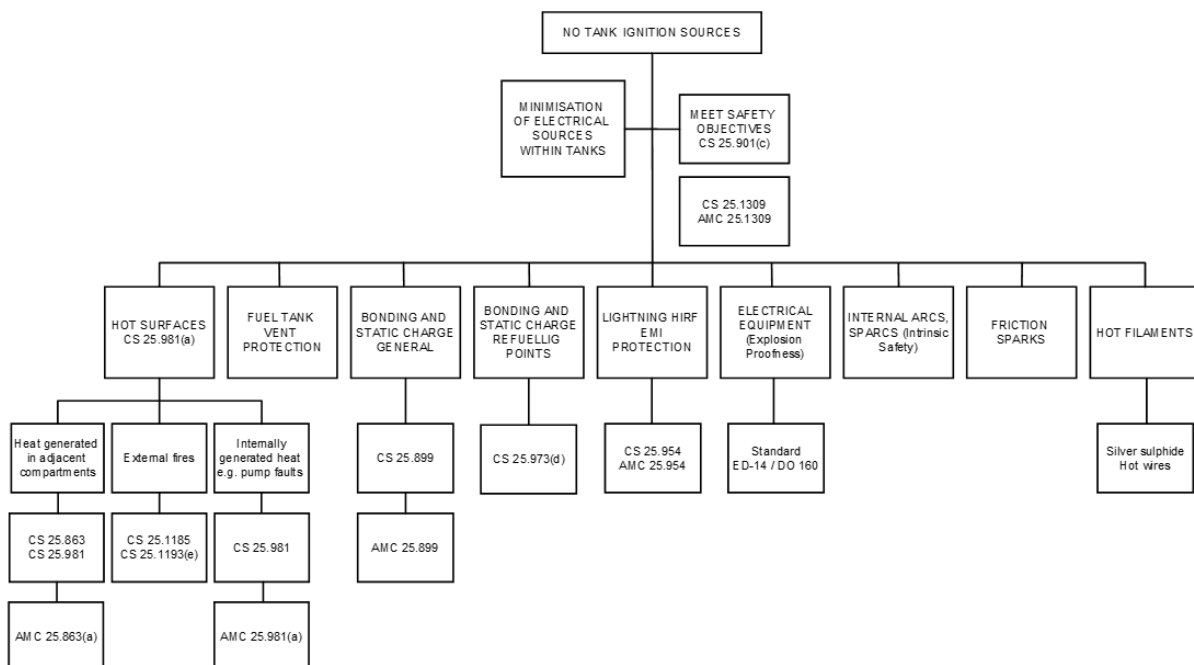 NO TANK IGNITION SOURCES
MINIMISATION
OF ELECTRICAL
SOURCES
WITHIN TANKS
MEET SAFETY
OBJECTIVES
CS 25.901(c)
CS 25.1309
AMC 25.1309
HOT SURFACES
CS 25.981(a)
FUEL TANK
VENT
PROTECTION
BONDING AND
STATIC CHARGE
GENERAL
BONDING AND
STATIC CHARGE
REFUELLIG
POINTS
LIGHTNING HIRF
EMI
PROTECTION
ELECTRICAL
EQUIPMENT
(Explosion
Proofness)
INTERNAL ARCS,
SPARCS (Intrinsic
Safety)
FRICTION
SPARKS
HOT FILAMENTS
Heat generated
in adjacent
compartments
External fires
Internally
generated heat
e.g. pump faults
CS 25.899
CS 25.973(d)
CS 25.954
AMC 25.954
Standard
ED-14 / DO 160
Silver sulphide
Hot wires
CS 25.863
CS 25.981
CS 25.1185
CS 25.1193(e)
CS 25.981
AMC 25.899
AMC 25.863(a)
AMC 25.981(a)